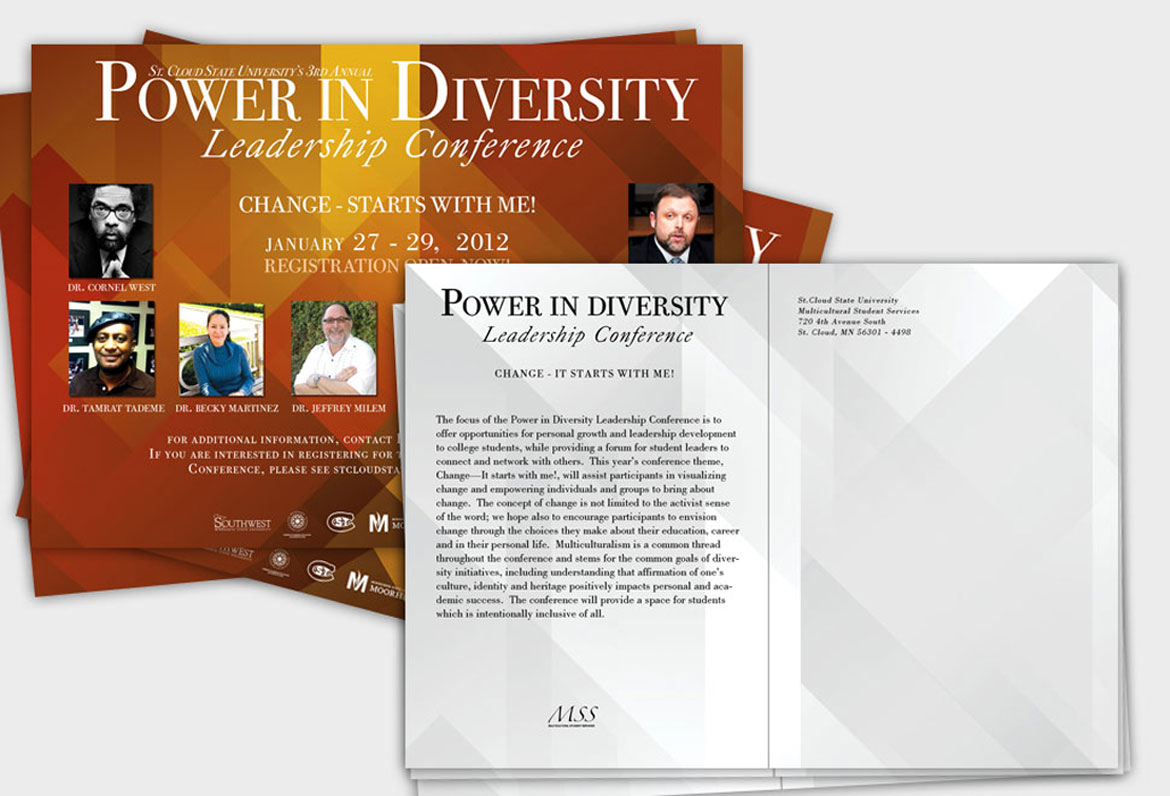 St. Cloud State University's 3rd Annual
Power in Diversity
Leadership Conference
CHANGE - STARTS WITH ME!
JANUARY 27 - 29, 2012
REGISTRATION OPEN NOW!
DR. CORNEL WEST
DR. TAMRAT TADEME
DR. BECKY MARTINEZ
DR. JEFFREY MILEM
FOR ADDITIONAL INFORMATION, CONTACT
IF YOU ARE INTERESTED IN REGISTERING FOR
CONFERENCE, PLEASE SEE STCLOUDSTA
SOUTHWEST
ST
M MOO
Y
SOUTHWEST
ST
M MOORH
Power in diversity
Leadership Conference
CHANGE - IT STARTS WITH ME!
The focus of the Power in Diversity Leadership Conference is to
offer opportunities for personal growth and leadership development
to college students, while providing a forum for student leaders to
connect and network with others. This year's conference theme,
Change—It starts with me!, will assist participants in visualizing
change and empowering individuals and groups to bring about
change. The concept of change is not limited to the activist sense
of the word; we hope also to encourage participants to envision
change through the choices they make about their education, career
and in their personal life. Multiculturalism is a common thread
throughout the conference and stems for the common goals of diver-
sity initiatives, including understanding that affirmation of one's
culture, identity and heritage positively impacts personal and aca-
demic success. The conference will provide a space for students
which is intentionally inclusive of all.
MSS
MULTICULTURAL STUDENT SERVICES
St.Cloud State University
Multicultural Student Services
720 4th Avenue South
St. Cloud, MN 56301 - 4498